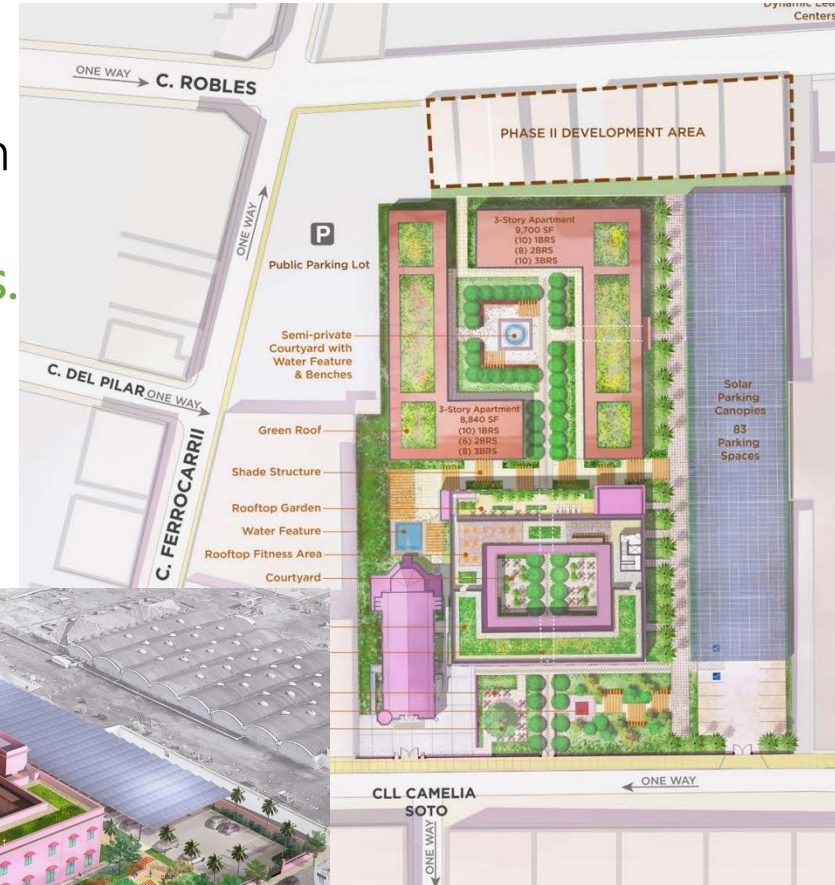 Centers
ONE WAY
C. ROBLES
PHASE II DEVELOPMENT AREA
ONE WAY
P
Public Parking Lot
3-Story Apartment
9,700 SF
(10) 1BRS
(8) 2BRS
(10) 3BRS
Semi-private
Courtyard with
Water Feature
& Benches
C. DEL PILAR
ONE WAY
Solar
Parking
Canopies
83
Parking
Spaces
3-Story Apartment
8,840 SF
(10) 1BRS
(6) 2BRS
(8) 3BRS
Green Roof
C. FERROCARRII
Shade Structure
Rooftop Garden
Water Feature
Rooftop Fitness Area
Courtyard
CLL CAMELIA
SOTO
ONE WAY
ONE WAY